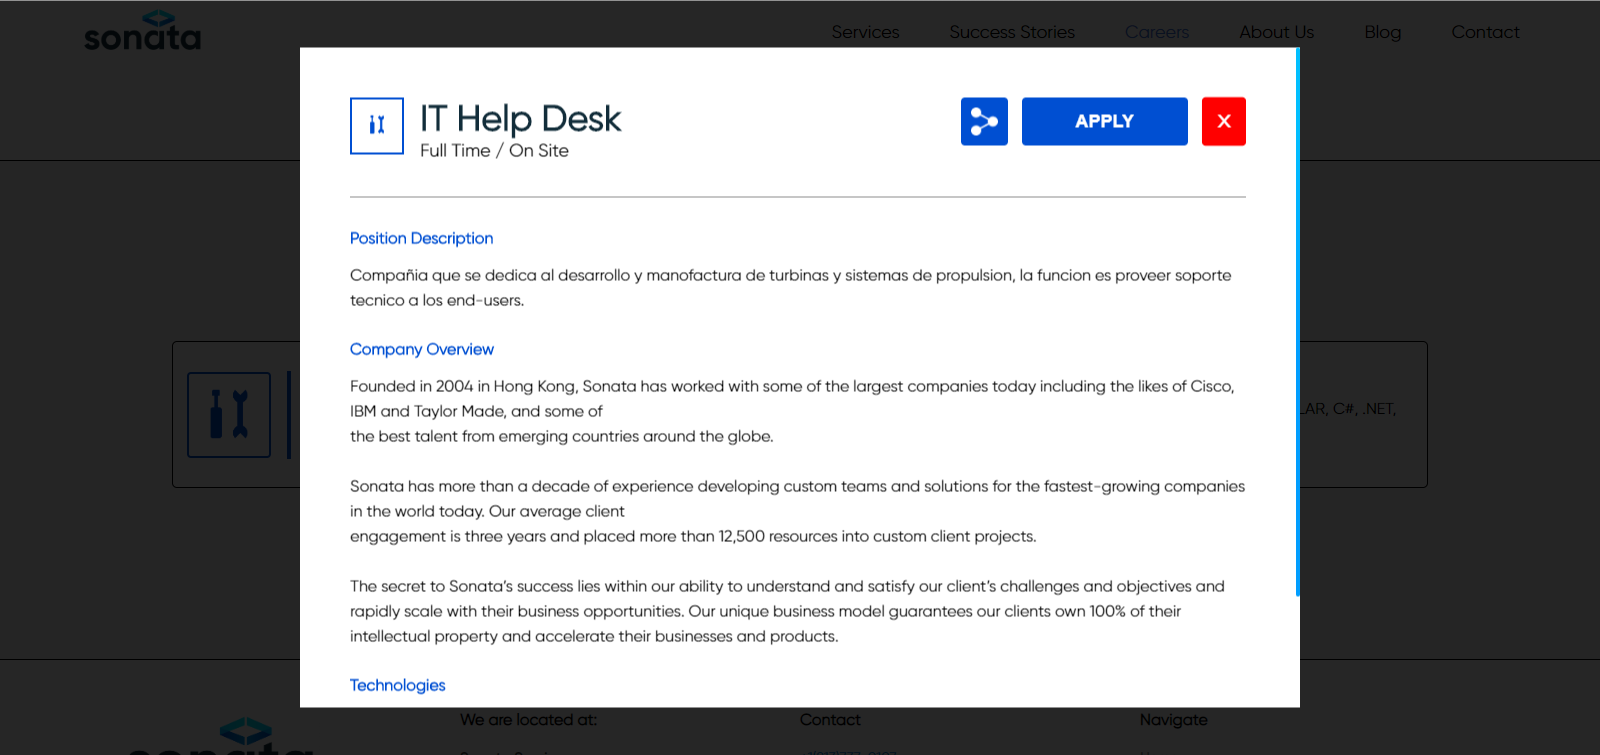 sonata
Services Success Stories Careers About Us Blog Contact
IT Help Desk
Full Time / On Site
APPLY
X
Position Description
Compañia que se dedica al desarrollo y manofactura de turbinas y sistemas de propulsion, la funcion es proveer soporte
tecnico a los end-users.
Company Overview
Founded in 2004 in Hong Kong, Sonata has worked with some of the largest companies today including the likes of Cisco,
IBM and Taylor Made, and some of
the best talent from emerging countries around the globe.
Sonata has more than a decade of experience developing custom teams and solutions for the fastest-growing companies
in the world today. Our average client
engagement is three years and placed more than 12,500 resources into custom client projects.
The secret to Sonata’s success lies within our ability to understand and satisfy our client’s challenges and objectives and
rapidly scale with their business opportunities. Our unique business model guarantees our clients own 100% of their
intellectual property and accelerate their businesses and products.
Technologies
C#, .NET,
We are located at: Contact Navigate
sonata